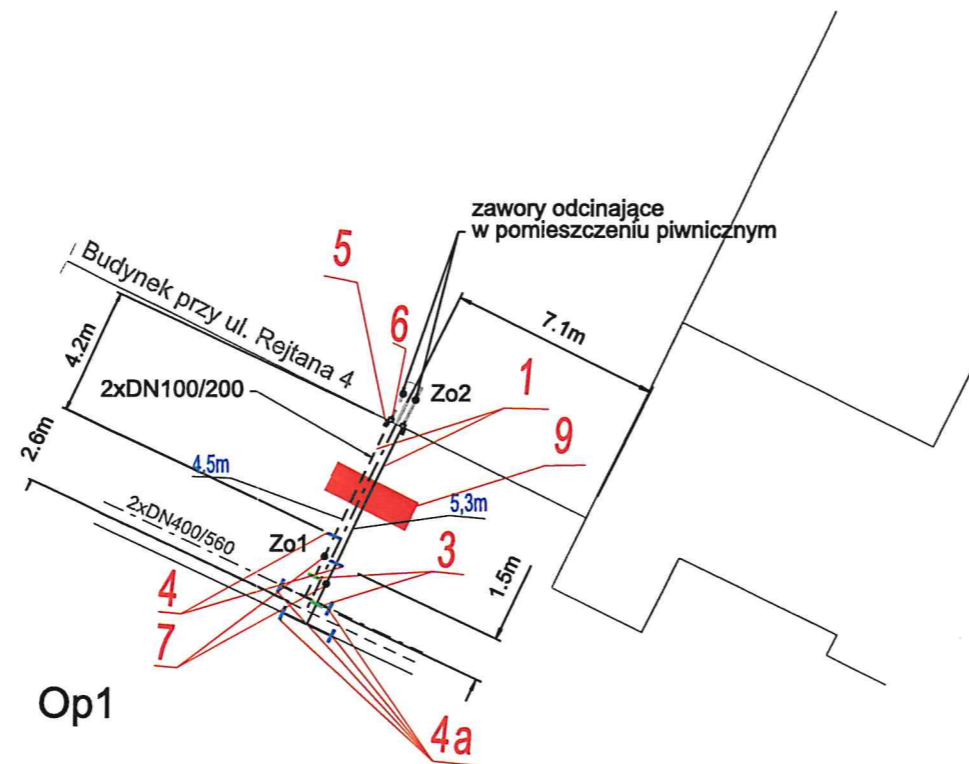 zawory odcinające
w pomieszczeniu piwnicznym
5
Budynek przy ul. Rejtana 4
6
7.1m
4.2m
1
2xDN100/200
Zo2
9
2.6m
4.5m
5,3m
2xDN400/560
Zo1
3
1.5m
4
7
Op1
4a